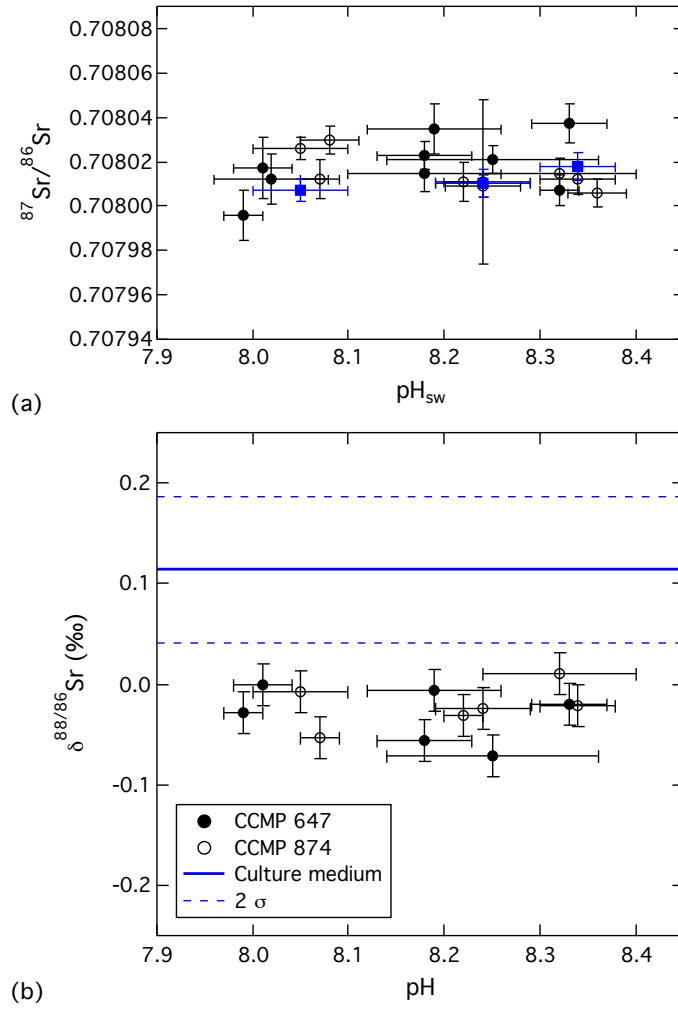 0.70808
0.70806
0.70804
0.70802
0.70800
0.70798
0.70796
0.70794
⁸⁷Sr/⁸⁶Sr
7.9 8.0 8.1 8.2 8.3 8.4
pH_sw
(a)
0.2
0.1
0.0
-0.1
-0.2
δ ⁸⁸/⁸⁶Sr (‰)
CCMP 647
CCMP 874
Culture medium
2 σ
7.9 8.0 8.1 8.2 8.3 8.4
pH
(b)